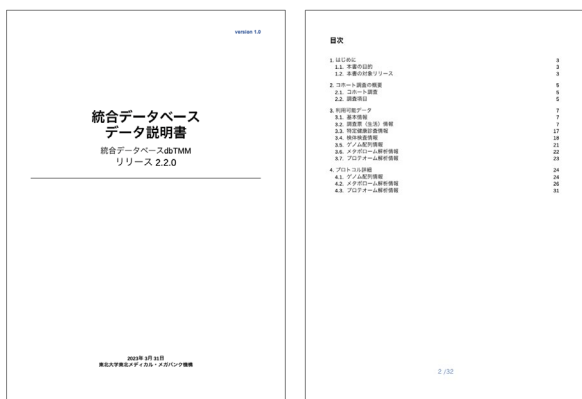 version 1.0
統合データベース
データ説明書
統合データベースdbTMM
リリース 2.2.0
2023年 3月 31日
東北大学東北メディカル・メガバンク機構
目次
1. はじめに 3
1.1. 本書の目的 3
1.2. 本書の対象リリース 3
2. コホート調査の概要 5
2.1. コホート調査 5
2.2. 調査項目 5
3. 利用可能データ 7
3.1. 基本情報 7
3.2. 調査票（生活）情報 7
3.3. 特定健康診査情報 17
3.4. 検体検査情報 18
3.5. ゲノム配列情報 21
3.6. メタボローム解析情報 22
3.7. プロテオーム解析情報 23
4. プロトコル詳細 24
4.1. ゲノム配列情報 24
4.2. メタボローム解析情報 26
4.3. プロテオーム解析情報 31
2 /32